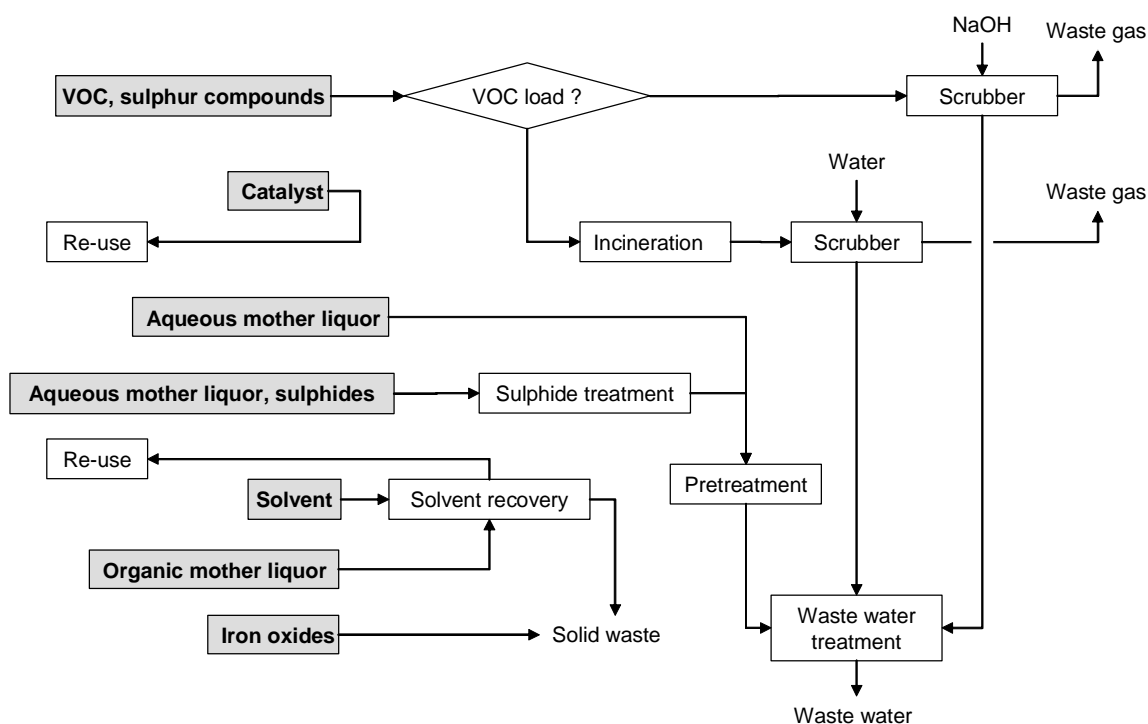 NaOH
Waste gas
VOC, sulphur compounds
VOC load ?
Scrubber
Water
Catalyst
Waste gas
Re-use
Incineration
Scrubber
Aqueous mother liquor
Aqueous mother liquor, sulphides
Sulphide treatment
Re-use
Solvent
Solvent recovery
Pretreatment
Organic mother liquor
Iron oxides
Solid waste
Waste water
treatment
Waste water